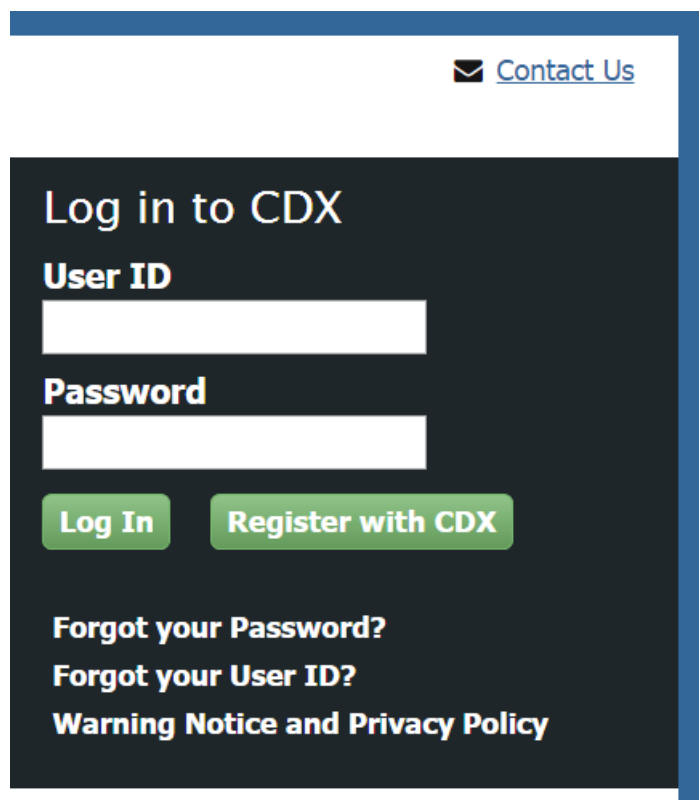 Contact Us
Log in to CDX
User ID
Password
Log In Register with CDX
Forgot your Password?
Forgot your User ID?
Warning Notice and Privacy Policy